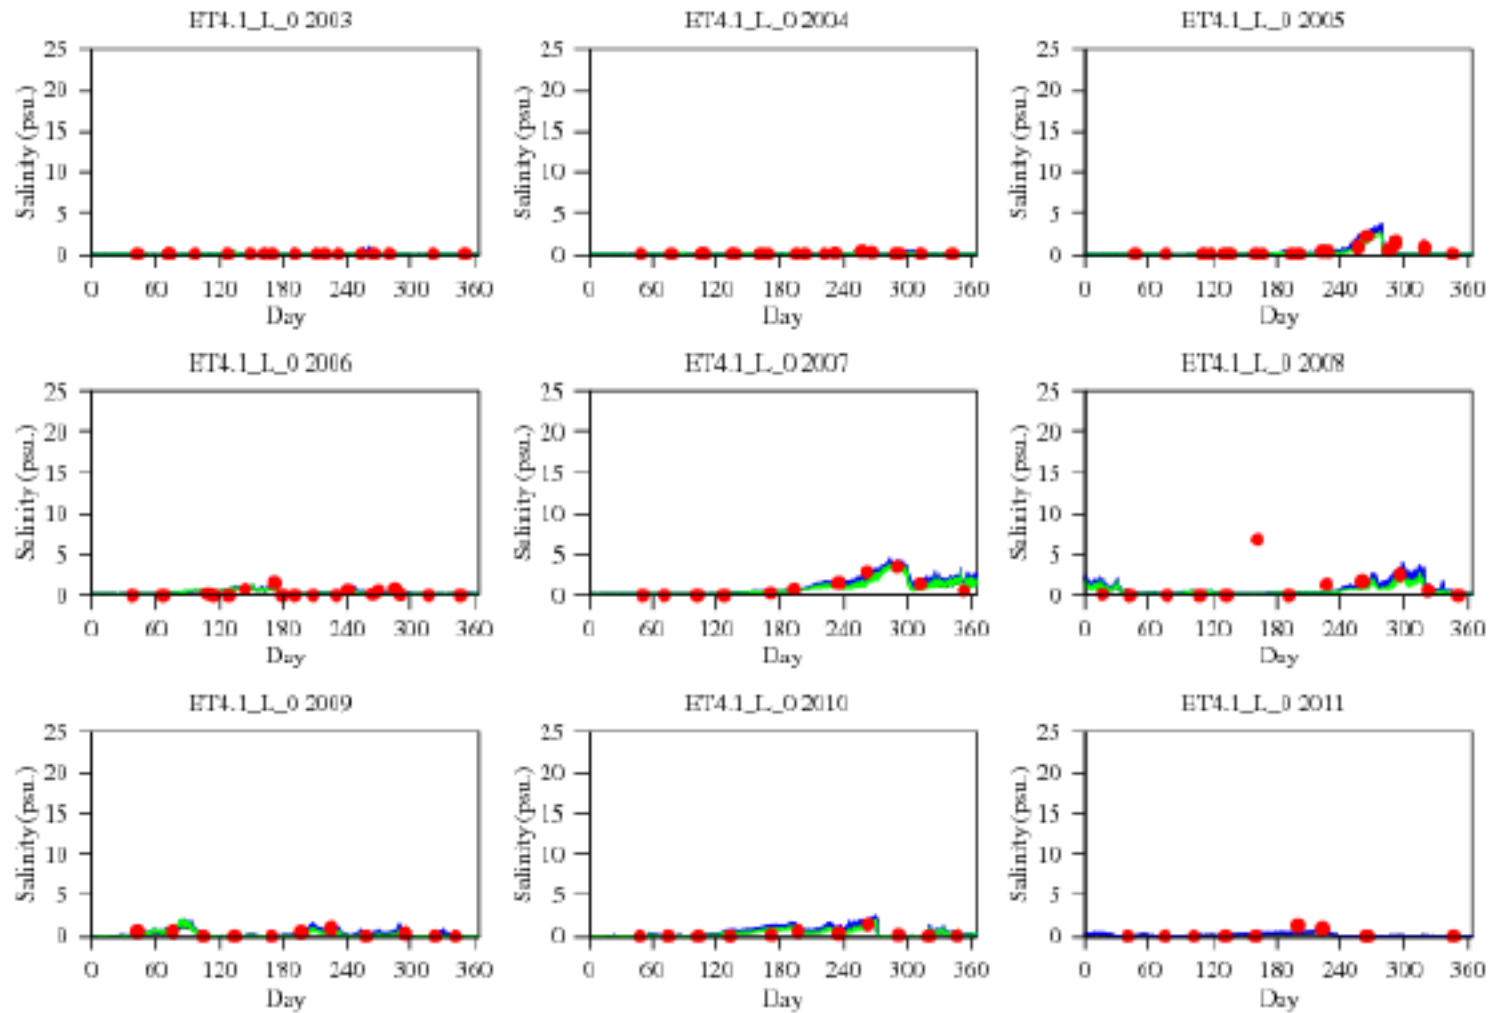 ET4.1_L_0 2003 ET4.1_L_0 2004 ET4.1_L_0 2005
25 25 25
20 20 20
15 15 15
10 10 10
5 5 5
0 0 0
Salinity (psu.) Salinity (psu.) Salinity (psu.)
0 60 120 180 240 300 360 0 60 120 180 240 300 360 0 60 120 180 240 300 360
Day Day Day
ET4.1_L_0 2006 ET4.1_L_0 2007 ET4.1_L_0 2008
25 25 25
20 20 20
15 15 15
10 10 10
5 5 5
0 0 0
Salinity (psu.) Salinity (psu.) Salinity (psu.)
0 60 120 180 240 300 360 0 60 120 180 240 300 360 0 60 120 180 240 300 360
Day Day Day
ET4.1_L_0 2009 ET4.1_L_0 2010 ET4.1_L_0 2011
25 25 25
20 20 20
15 15 15
10 10 10
5 5 5
0 0 0
Salinity (psu.) Salinity (psu.) Salinity (psu.)
0 60 120 180 240 300 360 0 60 120 180 240 300 360 0 60 120 180 240 300 360
Day Day Day